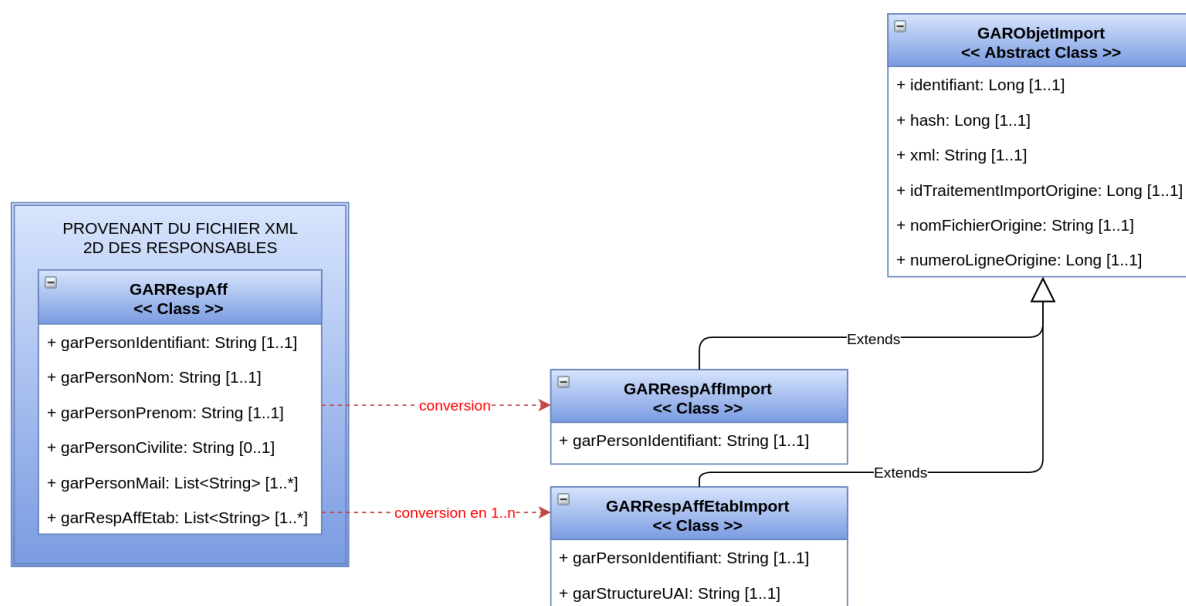 GARObjetImport
<< Abstract Class >>
+ identifiant: Long [1..1]
+ hash: Long [1..1]
+ xml: String [1..1]
+ idTraitementImportOrigine: Long [1..1]
+ nomFichierOrigine: String [1..1]
+ numeroLigneOrigine: Long [1..1]
PROVENANT DU FICHIER XML
2D DES RESPONSABLES
GARRespAff
<< Class >>
+ garPersonIdentifiant: String [1..1]
+ garPersonNom: String [1..1]
+ garPersonPrenom: String [1..1]
+ garPersonCivilite: String [0..1]
+ garPersonMail: List<String> [1..*]
+ garRespAffEtab: List<String> [1..*]
conversion
conversion en 1..n
Extends
GARRespAffImport
<< Class >>
+ garPersonIdentifiant: String [1..1]
Extends
GARRespAffEtabImport
<< Class >>
+ garPersonIdentifiant: String [1..1]
+ garStructureUAI: String [1..1]